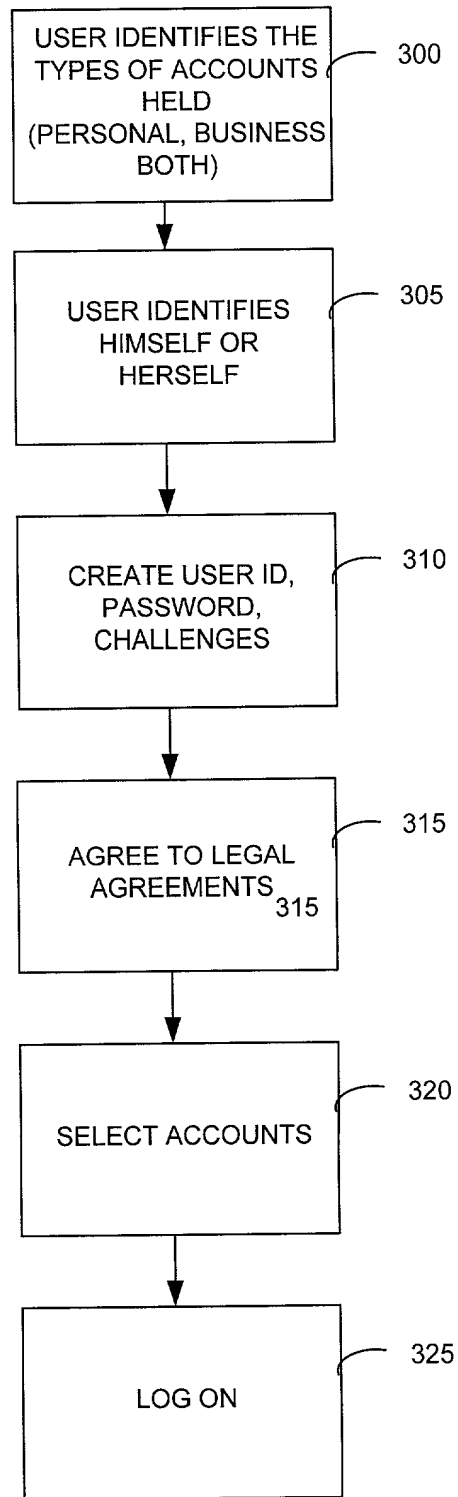 USER IDENTIFIES THE
TYPES OF ACCOUNTS
HELD
(PERSONAL, BUSINESS
BOTH)
300
USER IDENTIFIES
HIMSELF OR
HERSELF
305
CREATE USER ID,
PASSWORD,
CHALLENGES
310
AGREE TO LEGAL
AGREEMENTS
315
315
SELECT ACCOUNTS
320
LOG ON
325